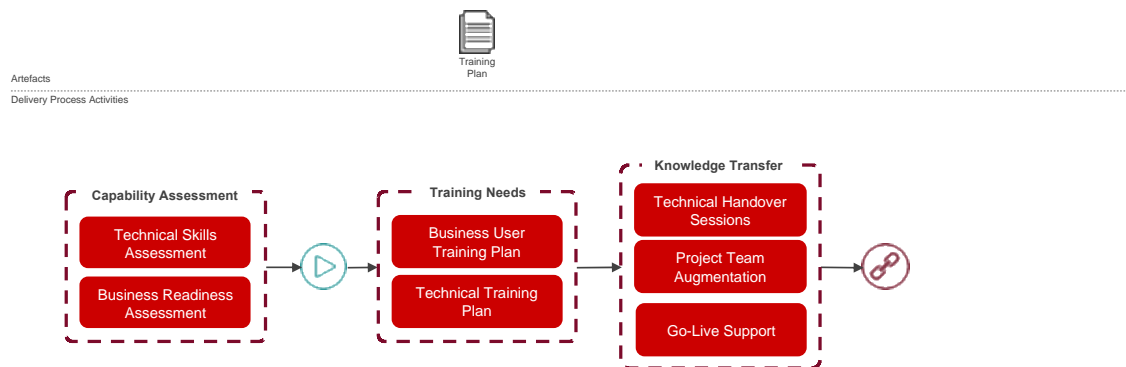 Training
Plan
Artefacts
Delivery Process Activities
Capability Assessment
Technical Skills
Assessment
Business Readiness
Assessment
Training Needs
Business User
Training Plan
Technical Training
Plan
Knowledge Transfer
Technical Handover
Sessions
Project Team
Augmentation
Go-Live Support